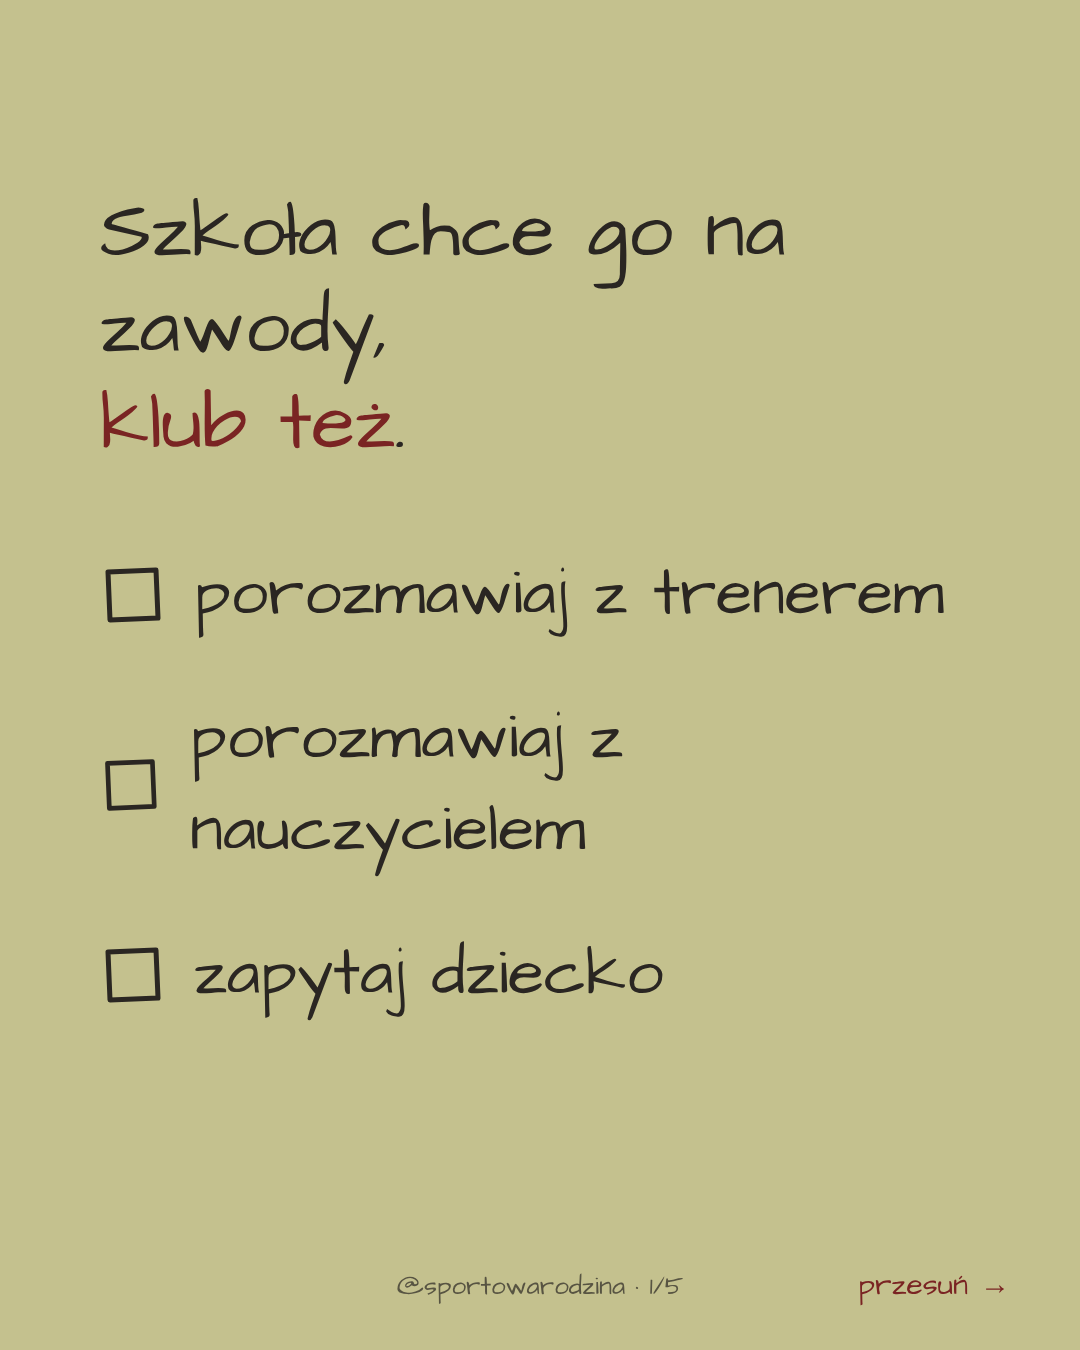 Szkoła chce go na
zawody,
klub też.
porozmawiaj z trenerem
porozmawiaj z
nauczycielem
zapytaj dziecko
@sportowarodzina · 1/5
przesuń →